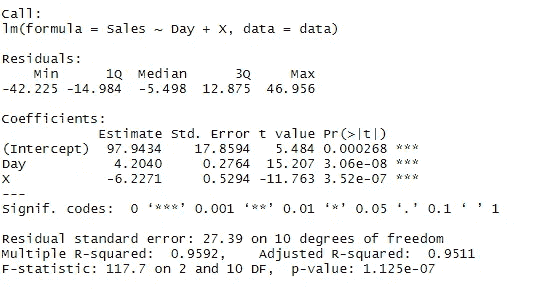 Call:
lm(formula = Sales ~ Day + X, data = data)
Residuals:
Min 1Q Median 3Q Max
-42.225 -14.984 -5.498 12.875 46.956
Coefficients:
Estimate Std. Error t value Pr(>|t|)
(Intercept) 97.9434 17.8594 5.484 0.000268 ***
Day 4.2040 0.2764 15.207 3.06e-08 ***
X -6.2271 0.5294 -11.763 3.52e-07 ***
---
Signif. codes: 0 ‘***’ 0.001 ‘**’ 0.01 ‘*’ 0.05 ‘.’ 0.1 ‘ ’ 1
Residual standard error: 27.39 on 10 degrees of freedom
Multiple R-squared: 0.9592, Adjusted R-squared: 0.9511
F-statistic: 117.7 on 2 and 10 DF, p-value: 1.125e-07